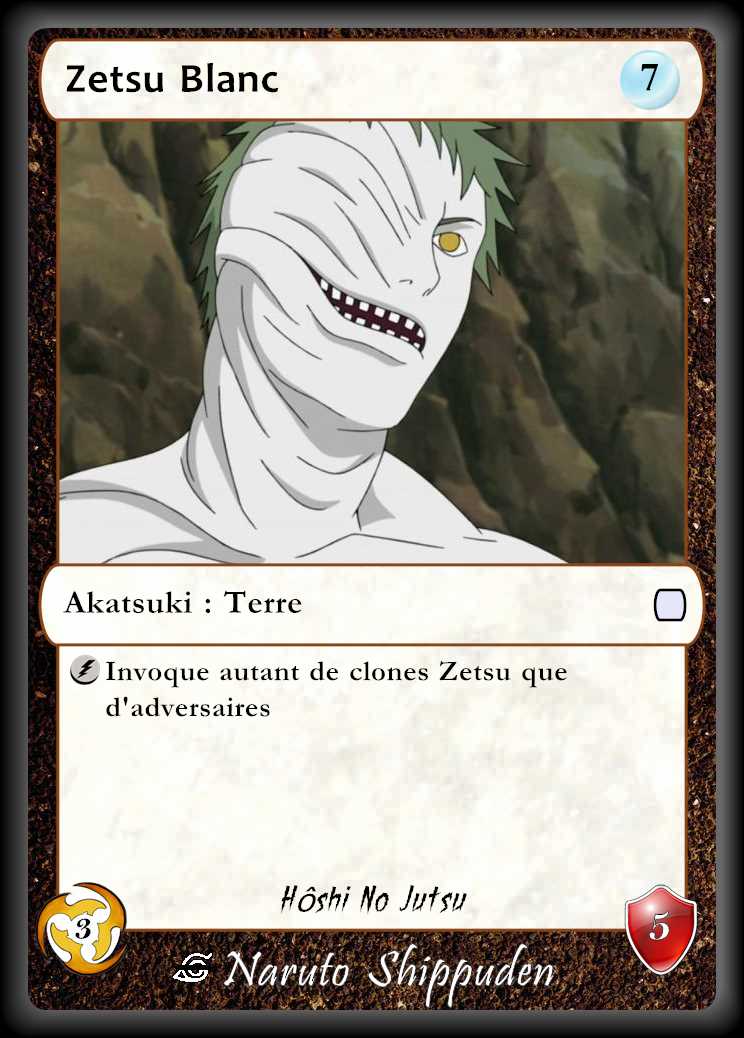 Zetsu Blanc
7
Akatsuki : Terre
Invoque autant de clones Zetsu que
d'adversaires
Hôshi No Jutsu
3
5
Naruto Shippuden